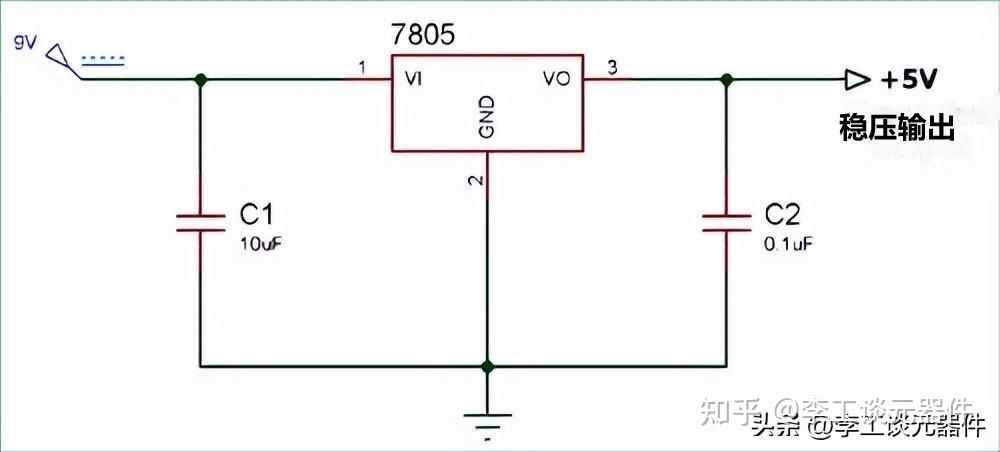 7805
9V
1
VI
VO
3
+5V
GND
稳压输出
2
C1
10uF
C2
0.1uF
知乎 @李工谈元器件
头条 @李工谈元器件